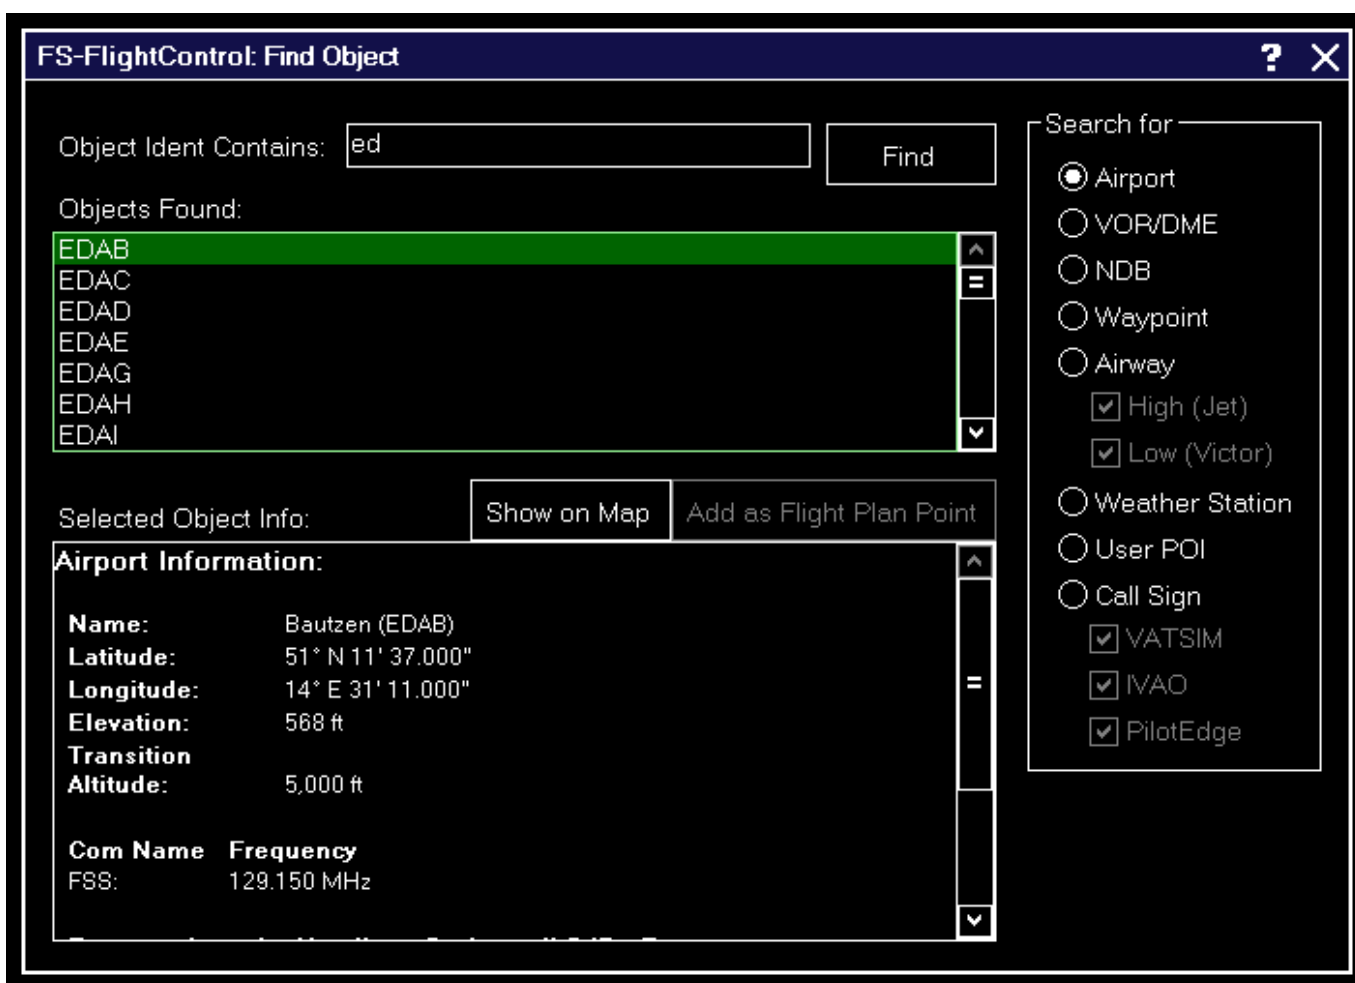 FS-FlightControl: Find Object ? X
Object Ident Contains: ed Find
Objects Found:
EDAB
EDAC
EDAD
EDAE
EDAG
EDAH
EDAI
Selected Object Info: Show on Map Add as Flight Plan Point
Airport Information:
Name: Bautzen (EDAB)
Latitude: 51° N 11' 37.000"
Longitude: 14° E 31' 11.000"
Elevation: 568 ft
Transition
Altitude: 5,000 ft
Com Name Frequency
FSS: 129.150 MHz
Search for
Airport
VOR/DME
NDB
Waypoint
Airway
High (Jet)
Low (Victor)
Weather Station
User POI
Call Sign
VATSIM
IVAO
PilotEdge